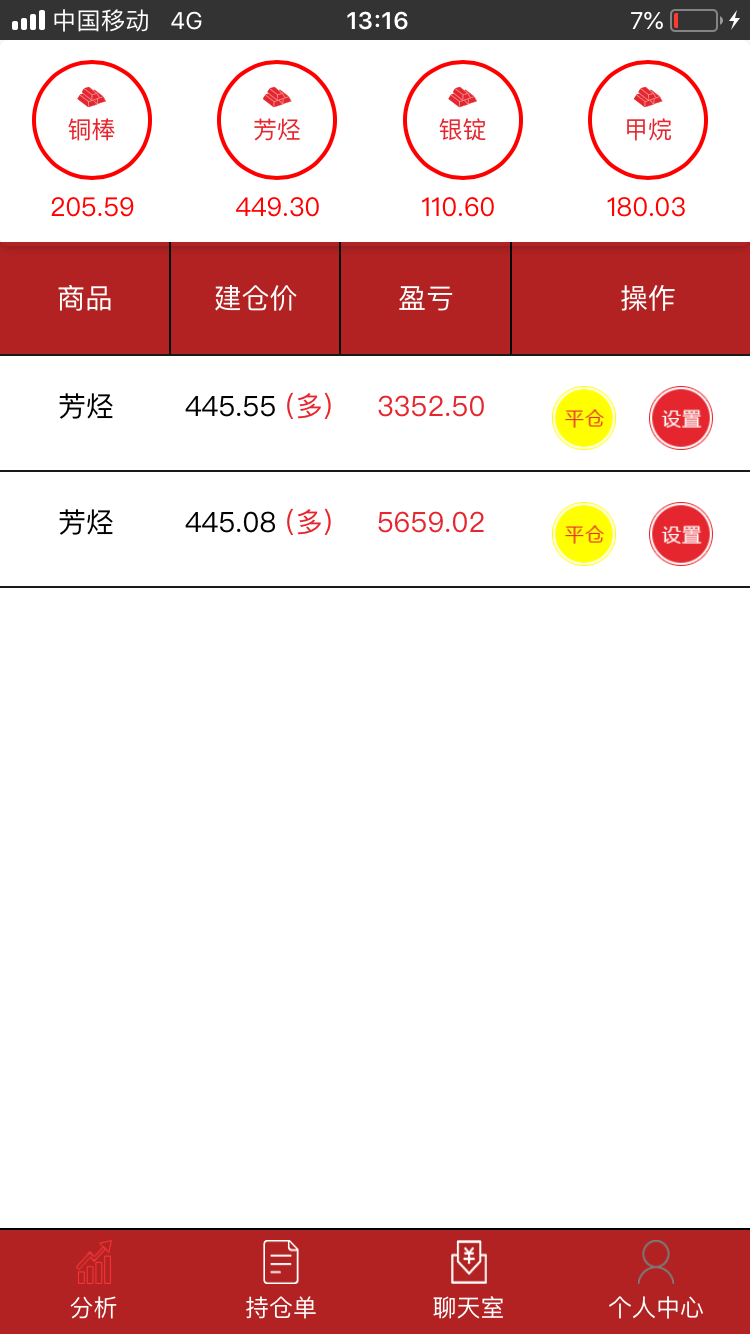 中国移动 4G 13:16 7%
铜棒 芳烃 银锭 甲烷
205.59 449.30 110.60 180.03
商品 建仓价 盈亏 操作
芳烃 445.55 (多) 3352.50 平仓 设置
芳烃 445.08 (多) 5659.02 平仓 设置
分析 持仓单 聊天室 个人中心